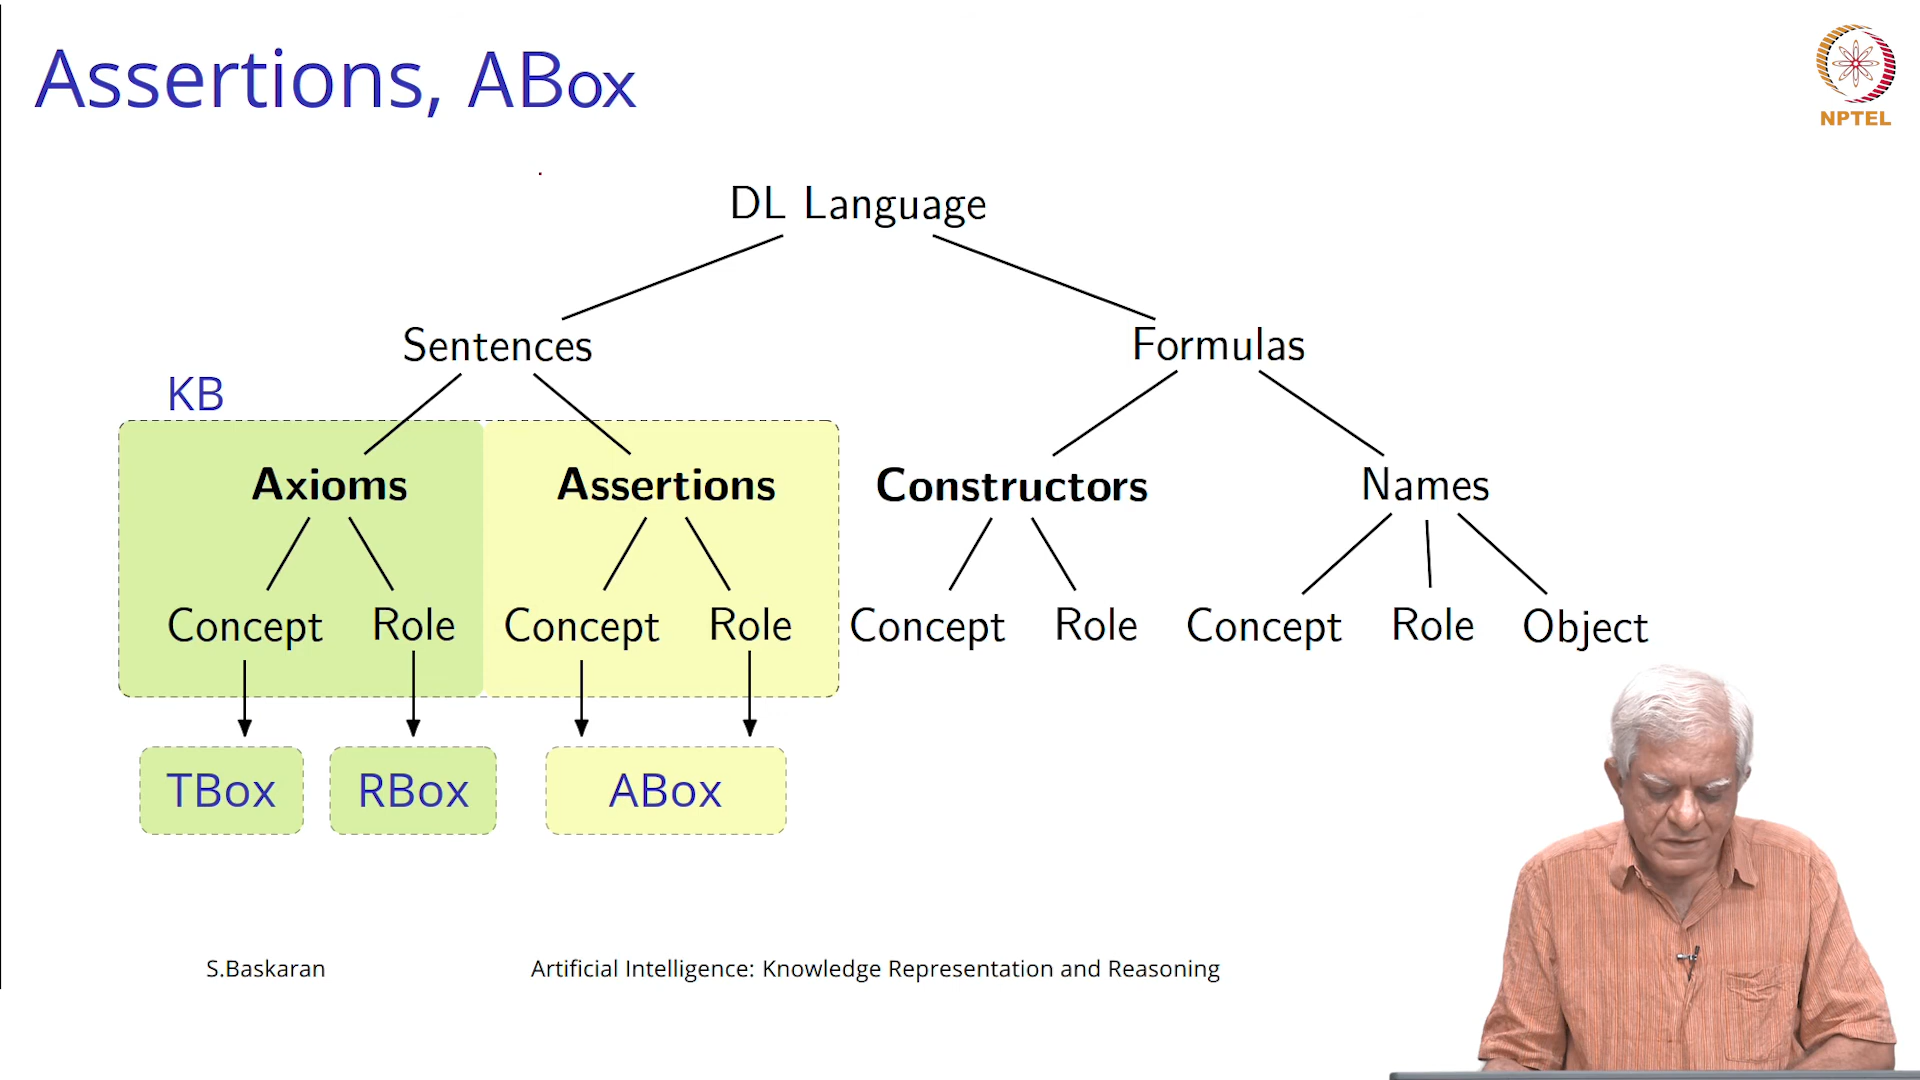 Assertions, ABox
NPTEL
DL Language
Sentences
Formulas
KB
Axioms
Assertions
Constructors
Names
Concept
Role
Concept
Role
Concept
Role
Concept
Role
Object
TBox
RBox
ABox
S.Baskaran
Artificial Intelligence: Knowledge Representation and Reasoning